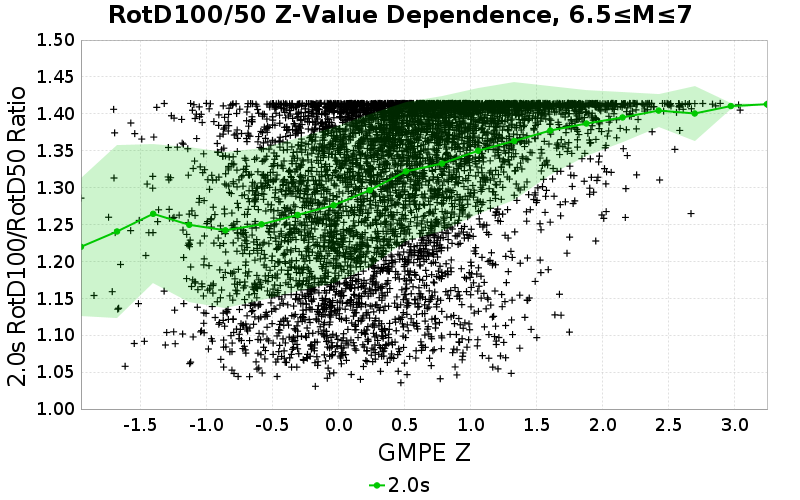 RotD100/50 Z-Value Dependence, 6.5≤M≤7
2.0s RotD100/RotD50 Ratio
1.50
1.45
1.40
1.35
1.30
1.25
1.20
1.15
1.10
1.05
1.00
-1.5 -1.0 -0.5 0.0 0.5 1.0 1.5 2.0 2.5 3.0
GMPE Z
2.0s